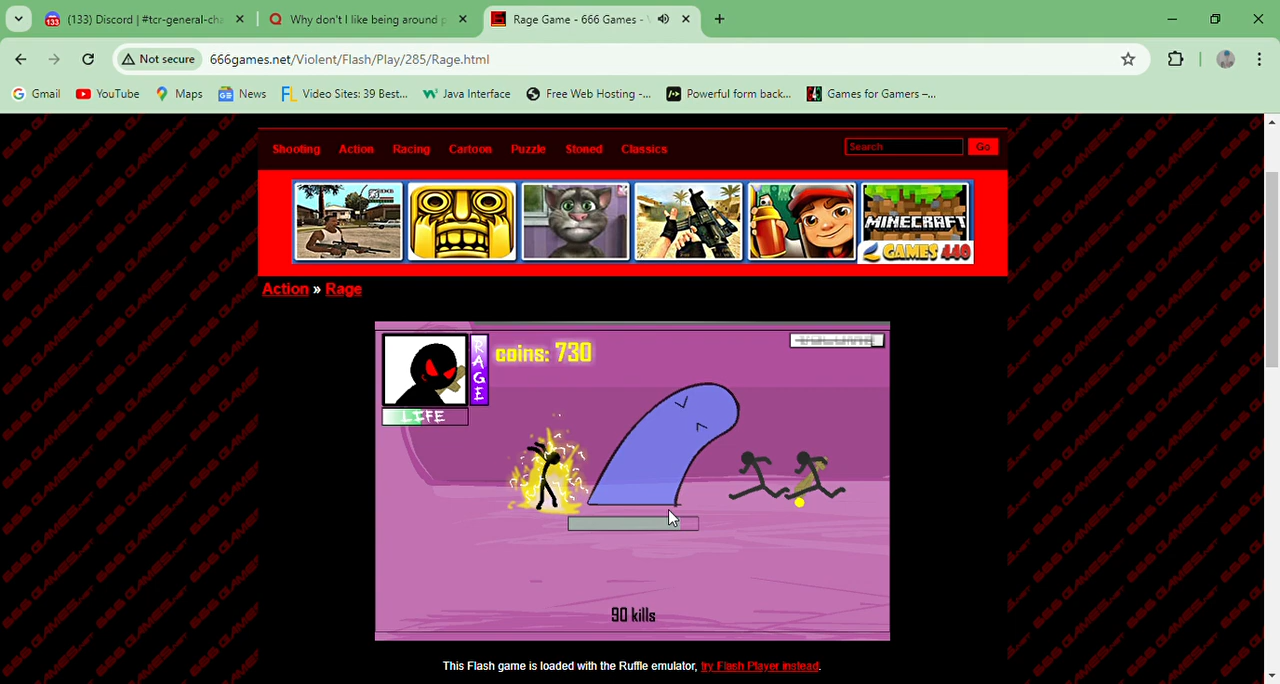 (133) Discord | #tcr-general-cha
Why don't I like being around p
Rage Game - 666 Games - V
Not secure
666games.net/Violent/Flash/Play/285/Rage.html
Gmail
YouTube
Maps
News
Video Sites: 39 Best...
Java Interface
Free Web Hosting -...
Powerful form back...
Games for Gamers –...
Shooting
Action
Racing
Cartoon
Puzzle
Stoned
Classics
Search
Go
MINECRAFT
GAMES 440
Action » Rage
RAGE
coins: 730
VOLUME
LIFE
90 kills
This Flash game is loaded with the Ruffle emulator, try Flash Player instead.